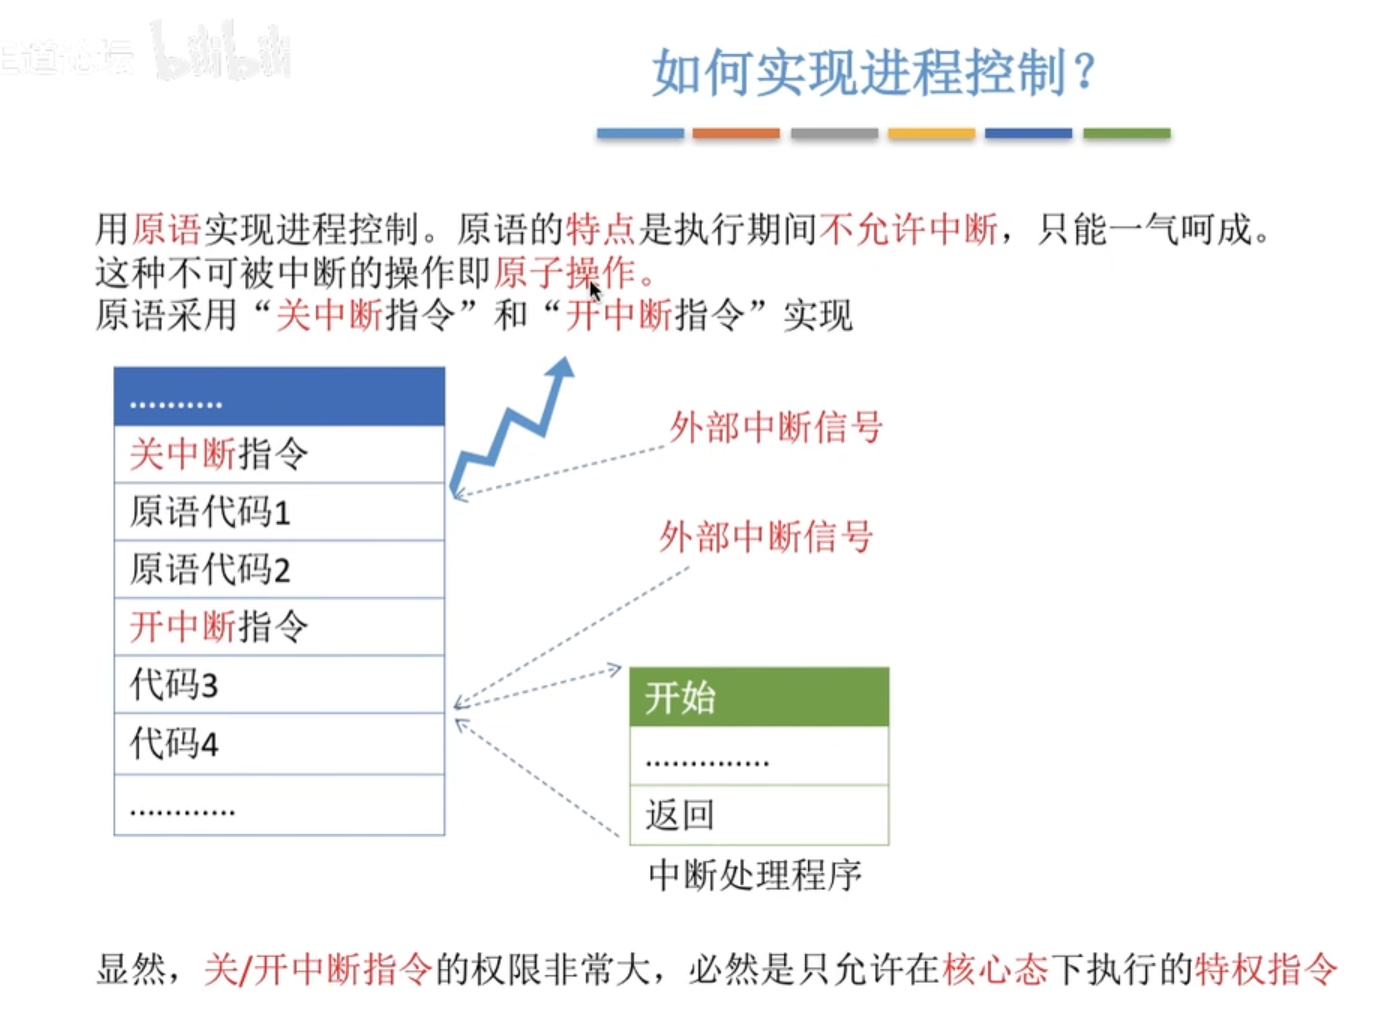 道论坛 bilibili
如何实现进程控制？
用原语实现进程控制。原语的特点是执行期间不允许中断，只能一气呵成。
这种不可被中断的操作即原子操作。
原语采用“关中断指令”和“开中断指令”实现
..........
关中断指令
原语代码1
原语代码2
开中断指令
代码3
代码4
............
外部中断信号
外部中断信号
开始
..............
返回
中断处理程序
显然，关/开中断指令的权限非常大，必然是只允许在核心态下执行的特权指令